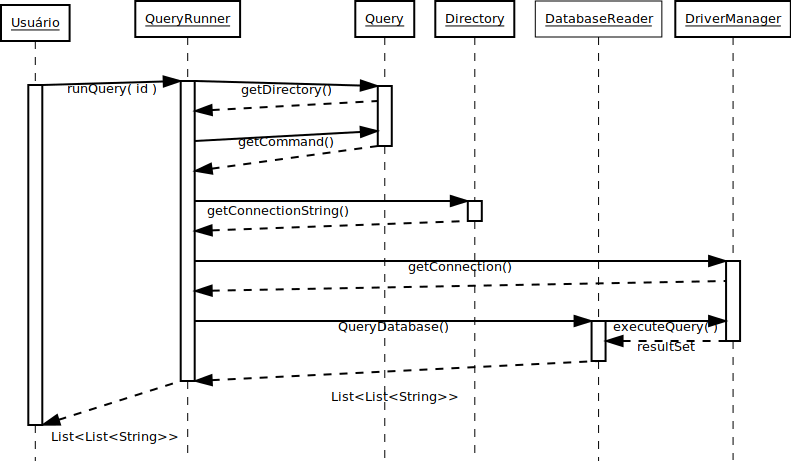 Usuário
QueryRunner
Query
Directory
DatabaseReader
DriverManager
runQuery( id )
getDirectory()
getCommand()
getConnectionString()
getConnection()
QueryDatabase()
executeQuery( )
resultSet
List<List<String>>
List<List<String>>